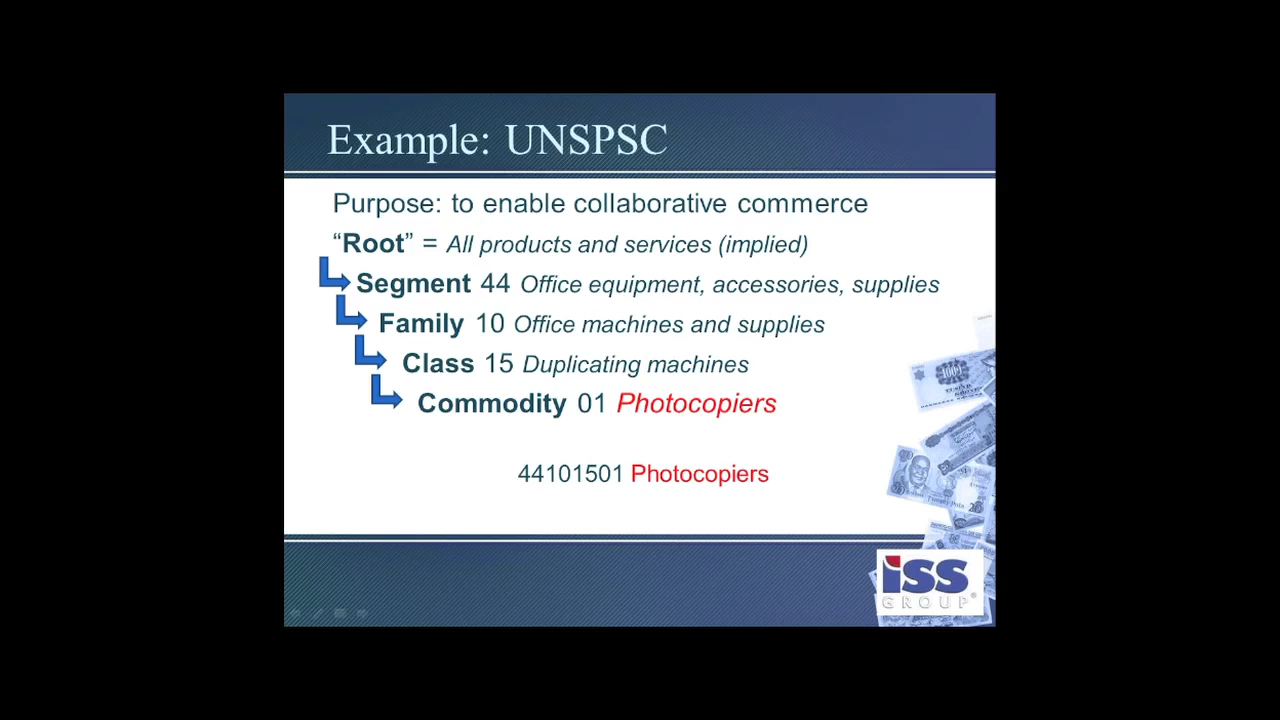 Example: UNSPSC
Purpose: to enable collaborative commerce
“Root” = All products and services (implied)
Segment 44 Office equipment, accessories, supplies
Family 10 Office machines and supplies
Class 15 Duplicating machines
Commodity 01 Photocopiers
44101501 Photocopiers
iSS
GROUP®